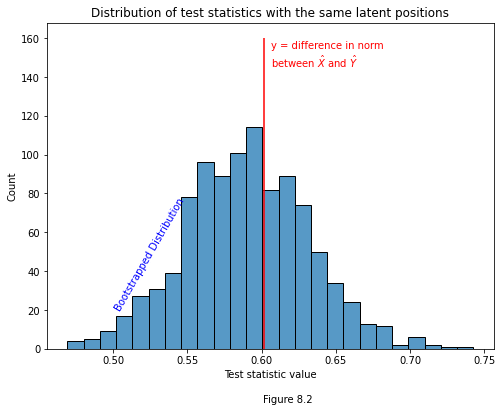 Distribution of test statistics with the same latent positions
160
140
120
100
80
60
40
20
0
Count
y = difference in norm
between X̂ and Ŷ
Bootstrapped Distribution
0.50 0.55 0.60 0.65 0.70 0.75
Test statistic value
Figure 8.2